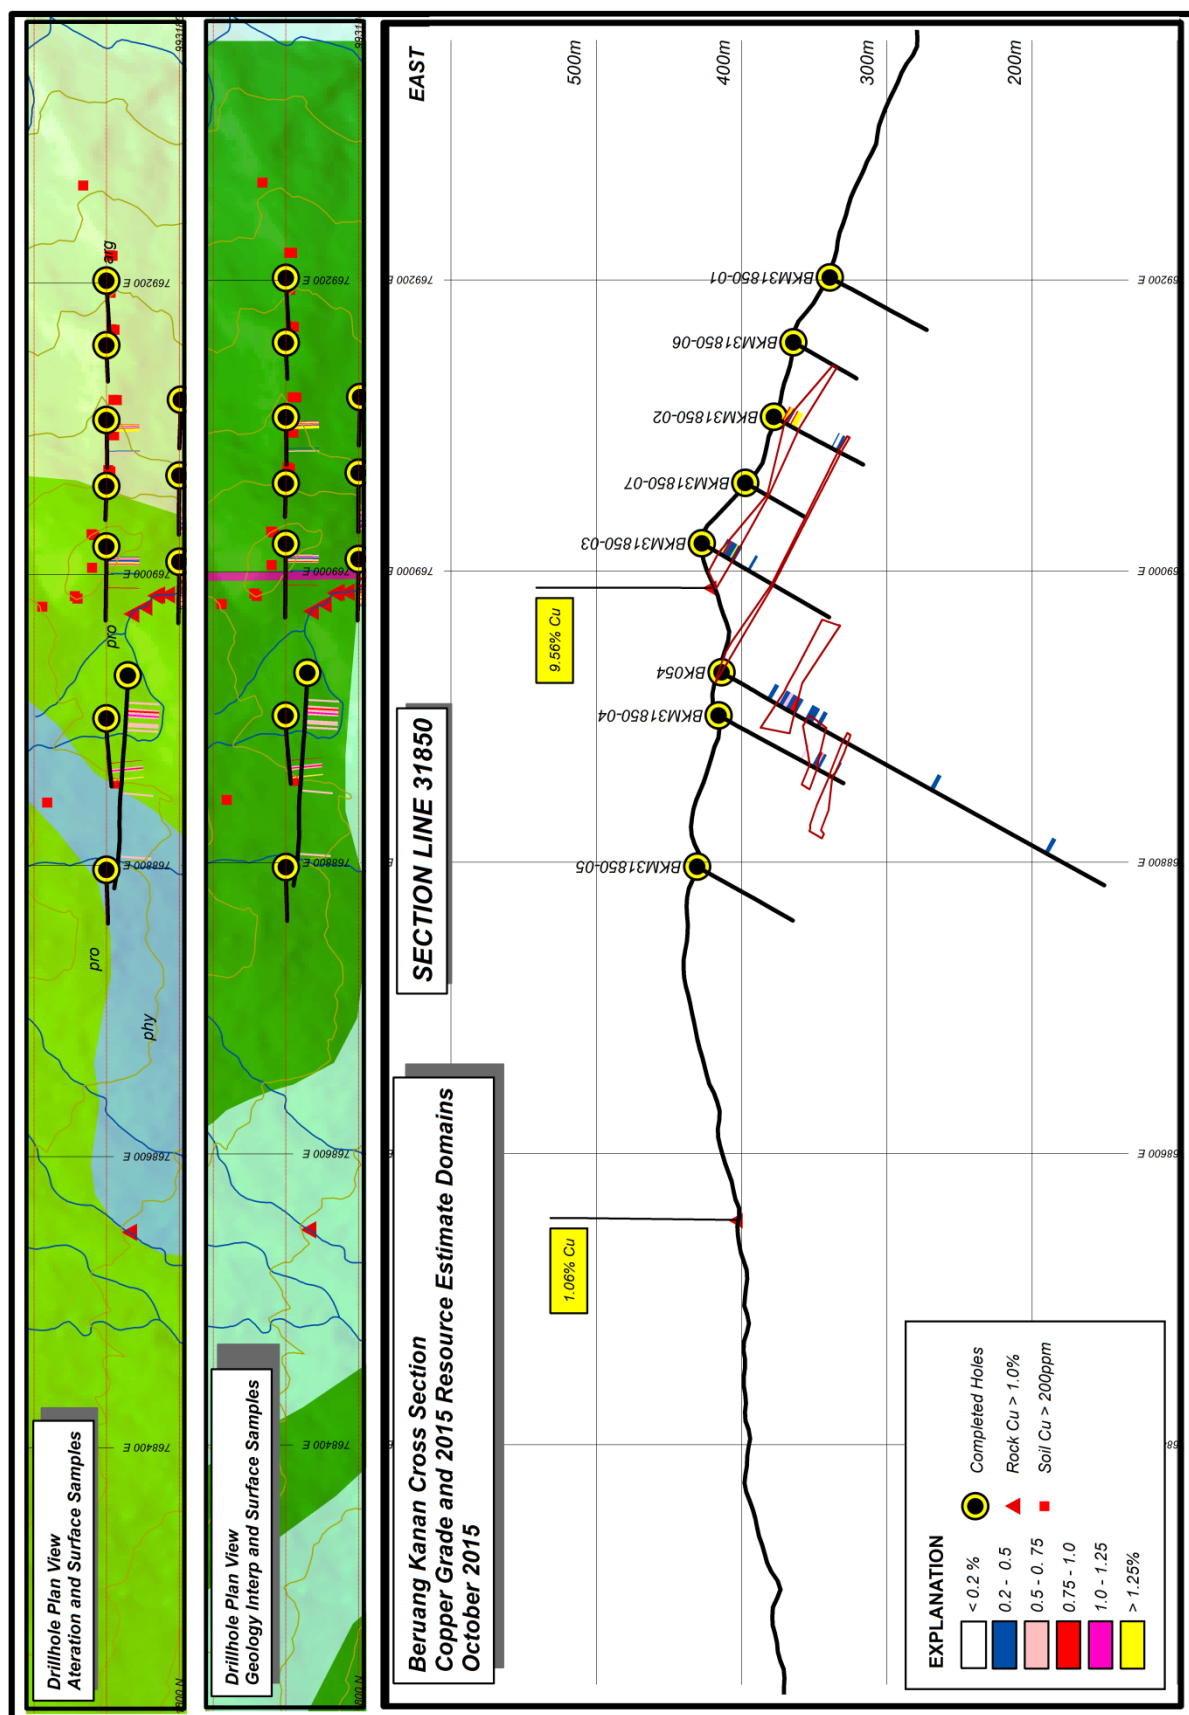 Drillhole Plan View
Ateration and Surface Samples
768400 E
768600 E
768800 E
769000 E
769200 E
phy
pro
pro
arg
Drillhole Plan View
Geology Interp and Surface Samples
768400 E
768600 E
768800 E
769000 E
769200 E
Beruang Kanan Cross Section
Copper Grade and 2015 Resource Estimate Domains
October 2015
SECTION LINE 31850
EAST
500m
400m
300m
200m
1.06% Cu
9.56% Cu
BKM31850-05
BKM31850-04
BK054
BKM31850-03
BKM31850-07
BKM31850-02
BKM31850-06
BKM31850-01
EXPLANATION
< 0.2 %
0.2 - 0.5
0.5 - 0. 75
0.75 - 1.0
1.0 - 1.25
> 1.25%
Completed Holes
Rock Cu > 1.0%
Soil Cu > 200ppm